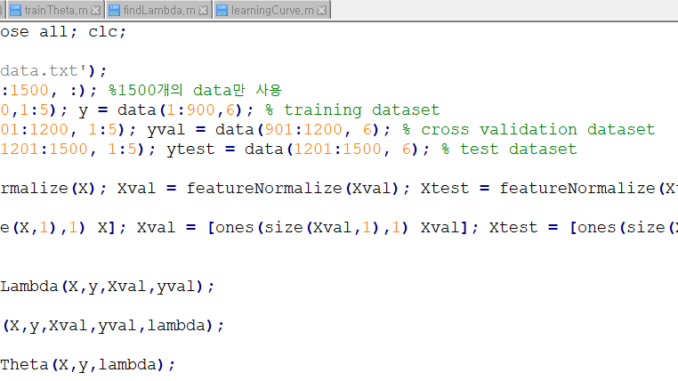 trainTheta,m findLambda,m learningCurve,m
ose all; clc;
data.txt');
:1500, :); %1500개의 data만 사용
0,1:5); y = data(1:900,6); % training dataset
01:1200, 1:5); yval = data(901:1200, 6); % cross validation dataset
1201:1500, 1:5); ytest = data(1201:1500, 6); % test dataset
rmalize(X); Xval = featureNormalize(Xval); Xtest = featureNormalize(Xt
e(X,1),1) X]; Xval = [ones(size(Xval,1),1) Xval]; Xtest = [ones(size(X
Lambda(X,y,Xval,yval);
(X,y,Xval,yval,lambda);
Theta(X,y,lambda);